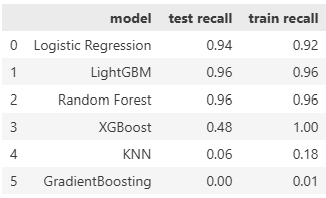 model test recall train recall
0 Logistic Regression 0.94 0.92
1 LightGBM 0.96 0.96
2 Random Forest 0.96 0.96
3 XGBoost 0.48 1.00
4 KNN 0.06 0.18
5 GradientBoosting 0.00 0.01